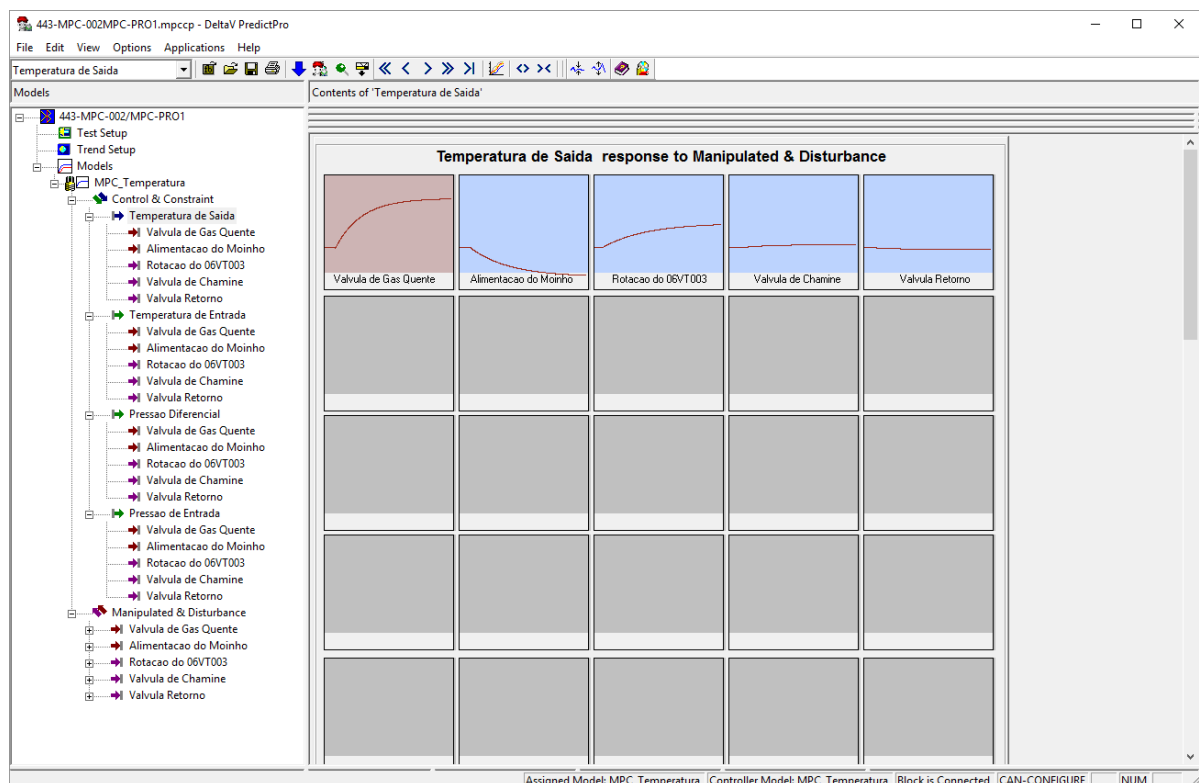 443-MPC-002MPC-PRO1.mpccp - DeltaV PredictPro
File Edit View Options Applications Help
Temperatura de Saida
Models
Contents of 'Temperatura de Saida'
443-MPC-002/MPC-PRO1
Test Setup
Trend Setup
Models
MPC_Temperatura
Control & Constraint
Temperatura de Saida
Valvula de Gas Quente
Alimentacao do Moinho
Rotacao do 06VT003
Valvula de Chamine
Valvula Retorno
Temperatura de Entrada
Valvula de Gas Quente
Alimentacao do Moinho
Rotacao do 06VT003
Valvula de Chamine
Valvula Retorno
Pressao Diferencial
Valvula de Gas Quente
Alimentacao do Moinho
Rotacao do 06VT003
Valvula de Chamine
Valvula Retorno
Pressao de Entrada
Valvula de Gas Quente
Alimentacao do Moinho
Rotacao do 06VT003
Valvula de Chamine
Valvula Retorno
Manipulated & Disturbance
Valvula de Gas Quente
Alimentacao do Moinho
Rotacao do 06VT003
Valvula de Chamine
Valvula Retorno
Temperatura de Saida response to Manipulated & Disturbance
Valvula de Gas Quente
Alimentacao do Moinho
Rotacao do 06VT003
Valvula de Chamine
Valvula Retorno
Assigned Model: MPC_Temperatura Controller Model: MPC_Temperatura Block is Connected CAN-CONFIGURE NUM